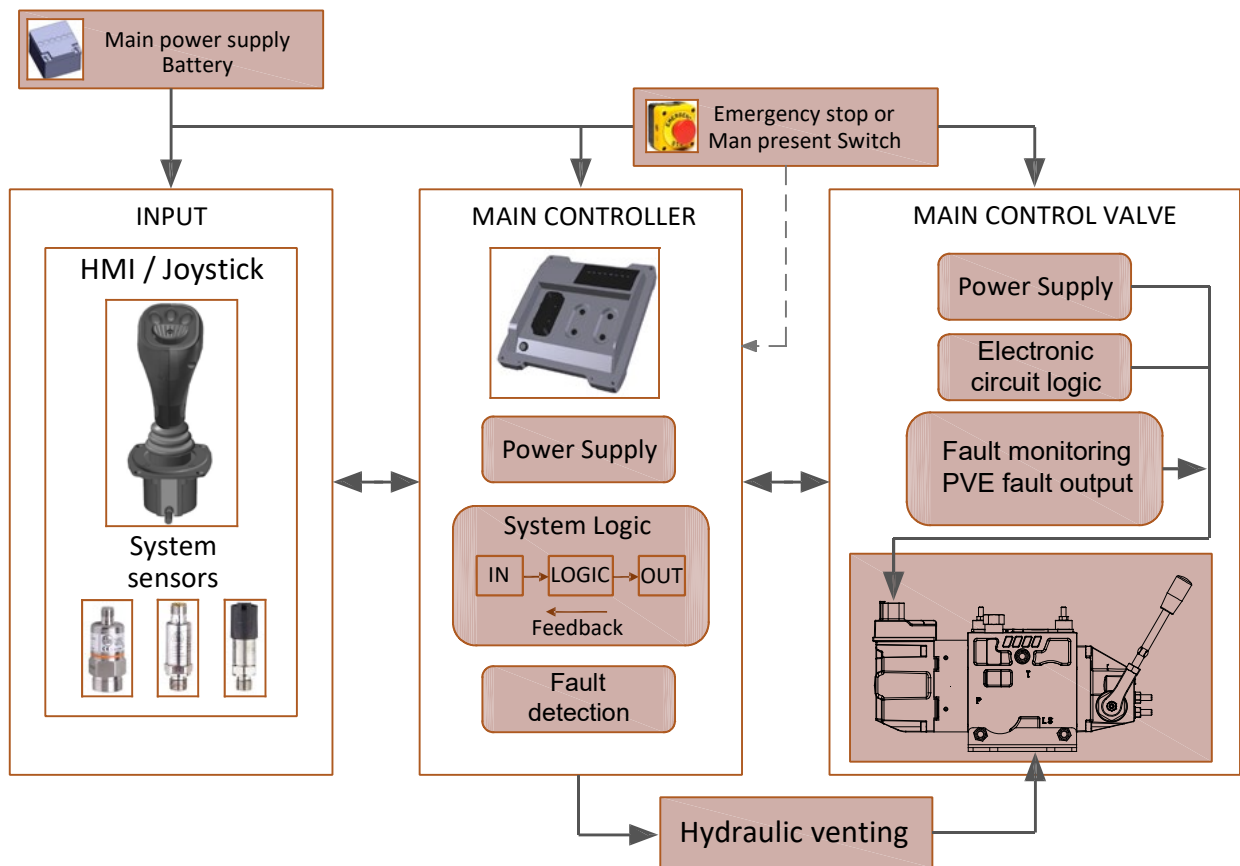 Main power supply
Battery
Emergency stop or
Man present Switch
INPUT
HMI / Joystick
System
sensors
MAIN CONTROLLER
Power Supply
System Logic
IN
LOGIC
OUT
Feedback
Fault
detection
MAIN CONTROL VALVE
Power Supply
Electronic
circuit logic
Fault monitoring
PVE fault output
P
T
LS
Hydraulic venting